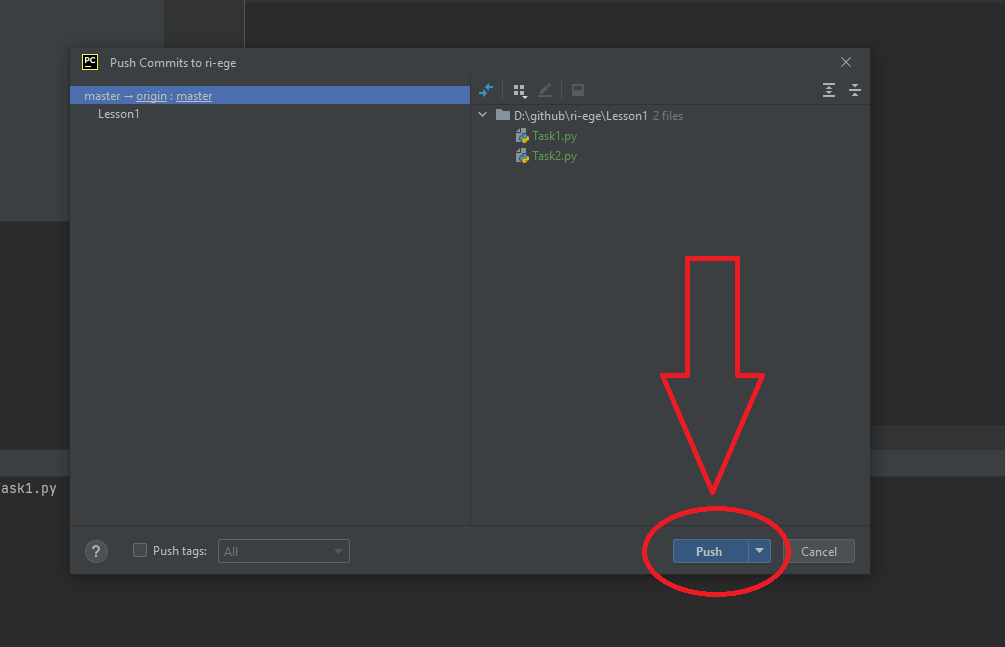 PC
Push Commits to ri-ege
master → origin : master
Lesson1
D:\github\ri-ege\Lesson1 2 files
Task1.py
Task2.py
ask1.py
?
Push tags:
All
Push
Cancel